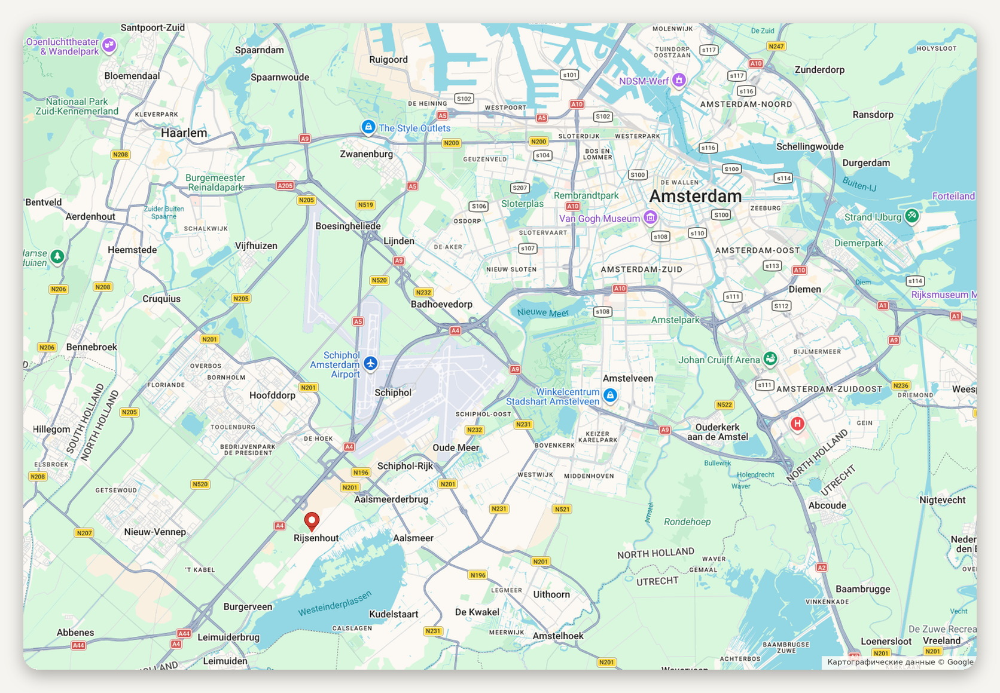 Santpoort-Zuid
MOLENWIJK
De Zuid
Openluchttheater
& Wandelpark
Spaarndam
Ruigoord
TUINDORP
OOSTZAAN
s117
N247
HOLYSLOOT
A10
Zunderdorp
Bloemendaal
Spaarnwoude
s101
NDSM-Werf
s117
s116
Nationaal Park
Zuid-Kennemerland
S102
DE HEINING
WESTPOORT
A10
AMSTERDAM-NOORD
KLEVERPARK
A5
A5
S102
Ransdorp
Haarlem
The Style Outlets
A9
N200
N200
SLOTERDIJK
WESTERPARK
s116
Schellingwoude
N208
Zwanenburg
GEUZENVELD
s104
BOS EN
LOMMER
Durgerdam
Burgemeester
Reinaldapark
S100
S100
s114
DE WALLEN
Buiten-IJ
A205
A5
S207
Rembrandtpark
Amsterdam
Forteiland
Bentveld
N205
N519
Sloterplas
A10
S106
Zuider Buiten
Spaarne
ZEEBURG
S100
Strand IJburg
Aerdenhout
Van Gogh Museum
OSDORP
SCHALKWIJK
Boesingheliede
SLOTERVAART
s108
s110
Lijnden
Vijfhuizen
DE AKER
s107
Diemerpark
Heemstede
AMSTERDAM-OOST
A9
s113
NIEUW SLOTEN
AMSTERDAM-ZUID
A10
N206
N208
N520
N232
A10
s114
Diem
Diemen
Cruquius
N205
Badhoevedorp
s111
S112
Rijksmuseum M
A1
A1
Nieuwe Meer
s108
A5
A4
Amstelpark
N201
A9
N206
Bennebroek
BIJLMERMEER
Schiphol
Amsterdam
Airport
Johan Cruijff Arena
OVERBOS
BORNHOLM
A9
Amstelveen
FLORIANDE
N201
s111
AMSTERDAM-ZUIDOOST
N236
DRIEMOND
Weesp
Hoofddorp
Schiphol
Winkelcentrum
Stadshart Amstelveen
N522
N205
SCHIPHOL-OOST
SOUTH HOLLAND
NORTH HOLLAND
Hillegom
TOOLENBURG
N232
N231
A9
Ouderkerk
aan de Amstel
H
GEIN
DE HOEK
KEIZER
KARELPARK
BEDRIJVENPARK
DE PRESIDENT
A4
Oude Meer
BOVENKERK
NORTH HOLLAND
UTRECHT
ELSBROEK
Schiphol-Rijk
Bullewijk
N208
N196
WESTWIJK
MIDDENHOVEN
Holendrecht
N520
N201
N201
Waver
GETSEWOUD
Aalsmeerderbrug
Nigtevecht
Abcoude
N231
N521
Amstel
Rondehoep
A4
N207
Nieuw-Vennep
Rijsenhout
Aalsmeer
NORTH HOLLAND
WAVER
N201
GEMAAL
'T KABEL
A2
N196
UTRECHT
Baambrugge
LEGMEER
Uithoorn
VINKENKADE
Westeinderplassen
Burgerveen
Kudelstaart
De Kwakel
Vecht
CALSLAGEN
N231
MEERWIJK
Amstelhoek
De Zuwe Recrea
Abbenes
A44
A44
A4
Leimuiderbrug
Loenersloot
Vreeland
BAAMBRUGSE
ZUWE
N201
N201
Leimuiden
ACHTERBOS
N201
Картографические данные © Google